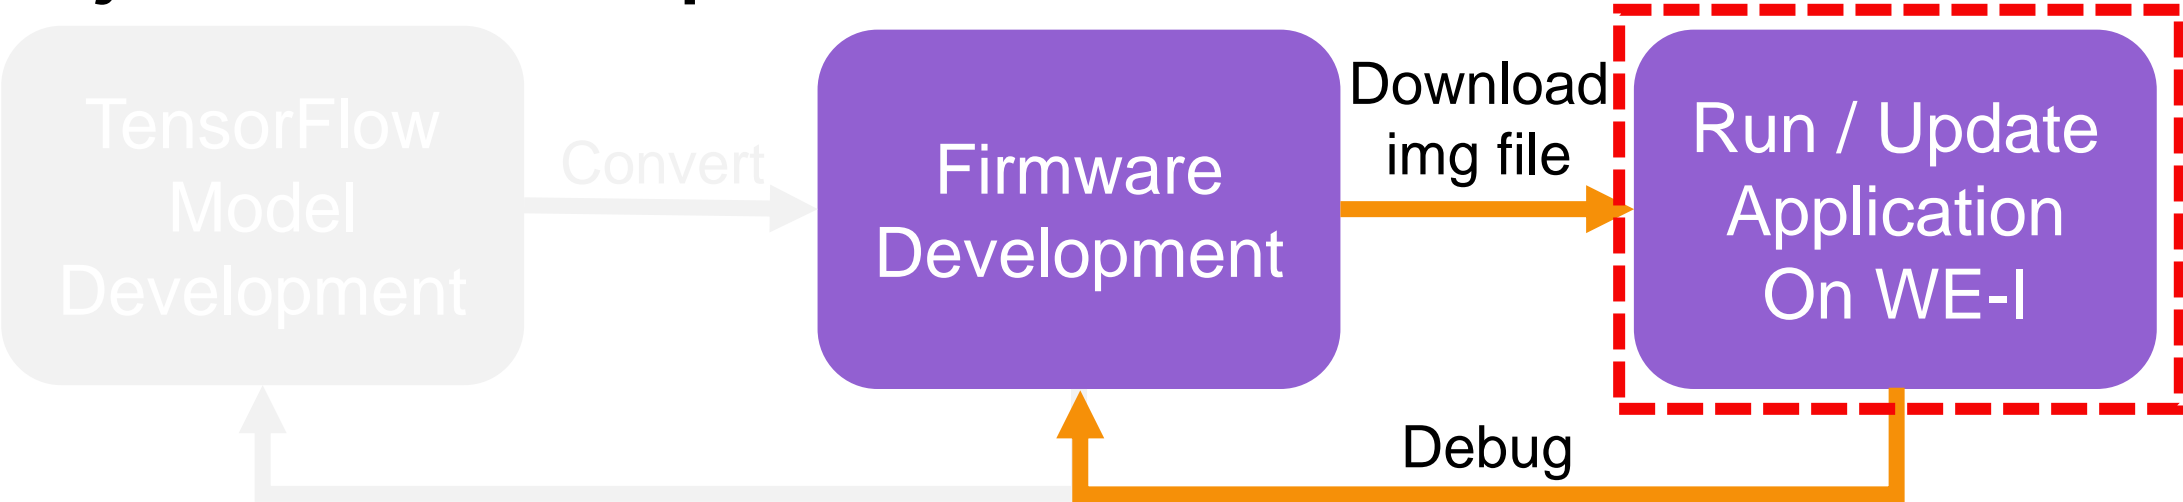 TensorFlow
Model
Development
Convert
Firmware
Development
Download
img file
Run / Update
Application
On WE-I
Debug